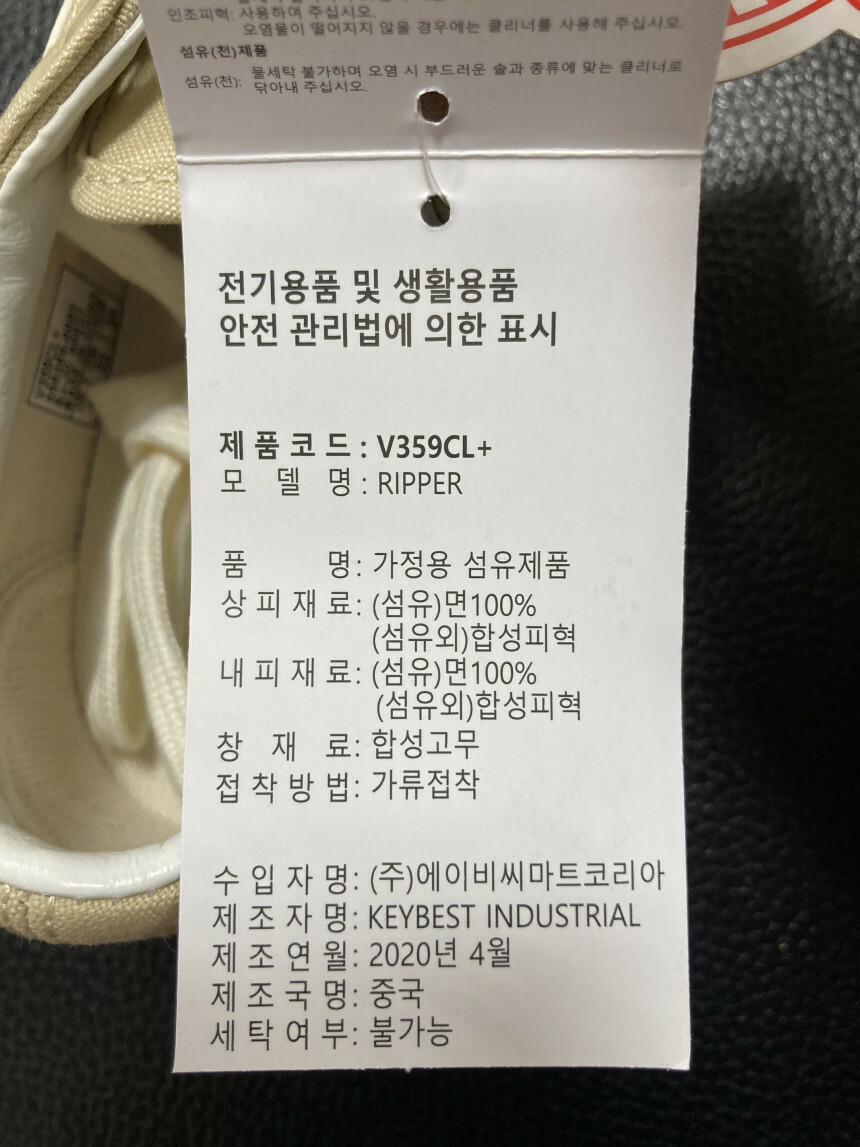 인조피혁: 사용하여 주십시오.
오염물이 떨어지지 않을 경우에는 클리너를 사용해 주십시오.
섬유(천)제품
섬유(천): 물세탁 불가하며 오염 시 부드러운 솔과 종류에 맞는 클리너로
닦아내 주십시오.
전기용품 및 생활용품
안전 관리법에 의한 표시
제품코드: V359CL+
모델명: RIPPER
품명: 가정용 섬유제품
상피재료: (섬유)면100%
(섬유외)합성피혁
내피재료: (섬유)면100%
(섬유외)합성피혁
창재료: 합성고무
접착방법: 가류접착
수입자명: (주)에이비씨마트코리아
제조자명: KEYBEST INDUSTRIAL
제조연월: 2020년 4월
제조국명: 중국
세탁여부: 불가능